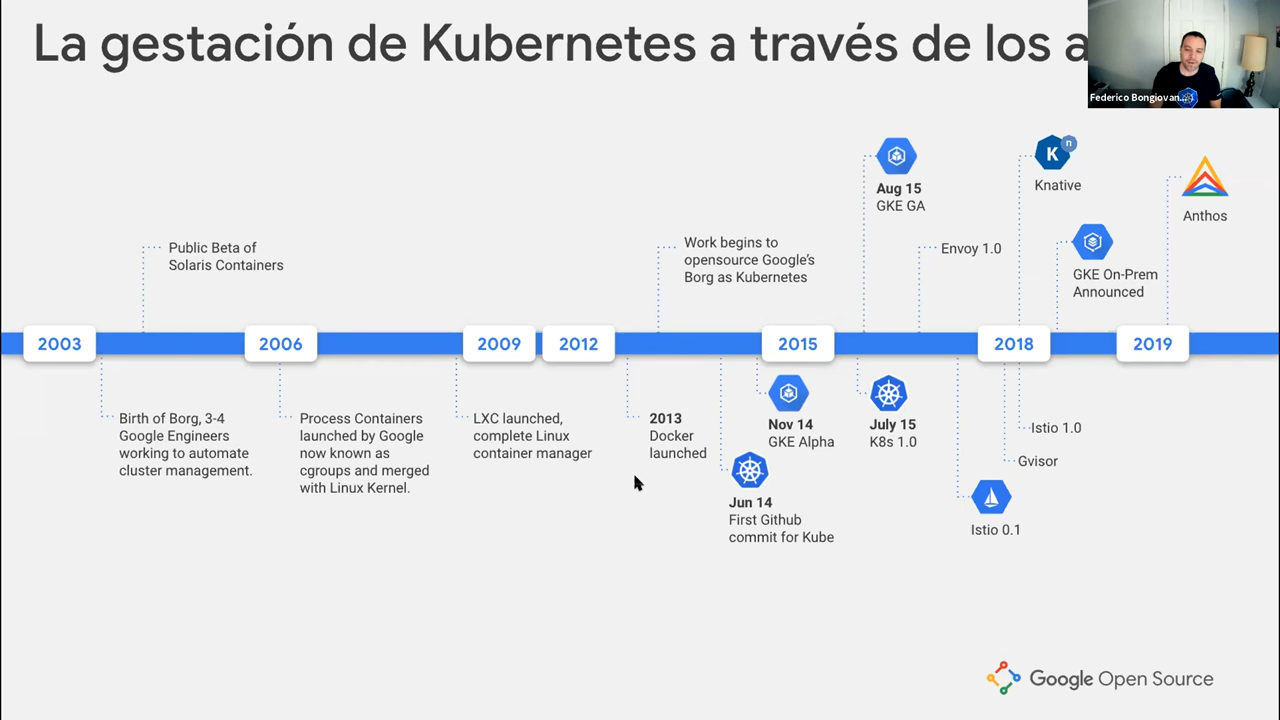 La gestación de Kubernetes a través de los a
Federico Bongiovan...
Public Beta of
Solaris Containers
Work begins to
opensource Google's
Borg as Kubernetes
Aug 15
GKE GA
Envoy 1.0
K n
Knative
GKE On-Prem
Announced
Anthos
2003
2006
2009
2012
2015
2018
2019
Birth of Borg, 3-4
Google Engineers
working to automate
cluster management.
Process Containers
launched by Google
now known as
cgroups and merged
with Linux Kernel.
LXC launched,
complete Linux
container manager
2013
Docker
launched
Jun 14
First Github
commit for Kube
Nov 14
GKE Alpha
July 15
K8s 1.0
Istio 1.0
Gvisor
Istio 0.1
Google Open Source